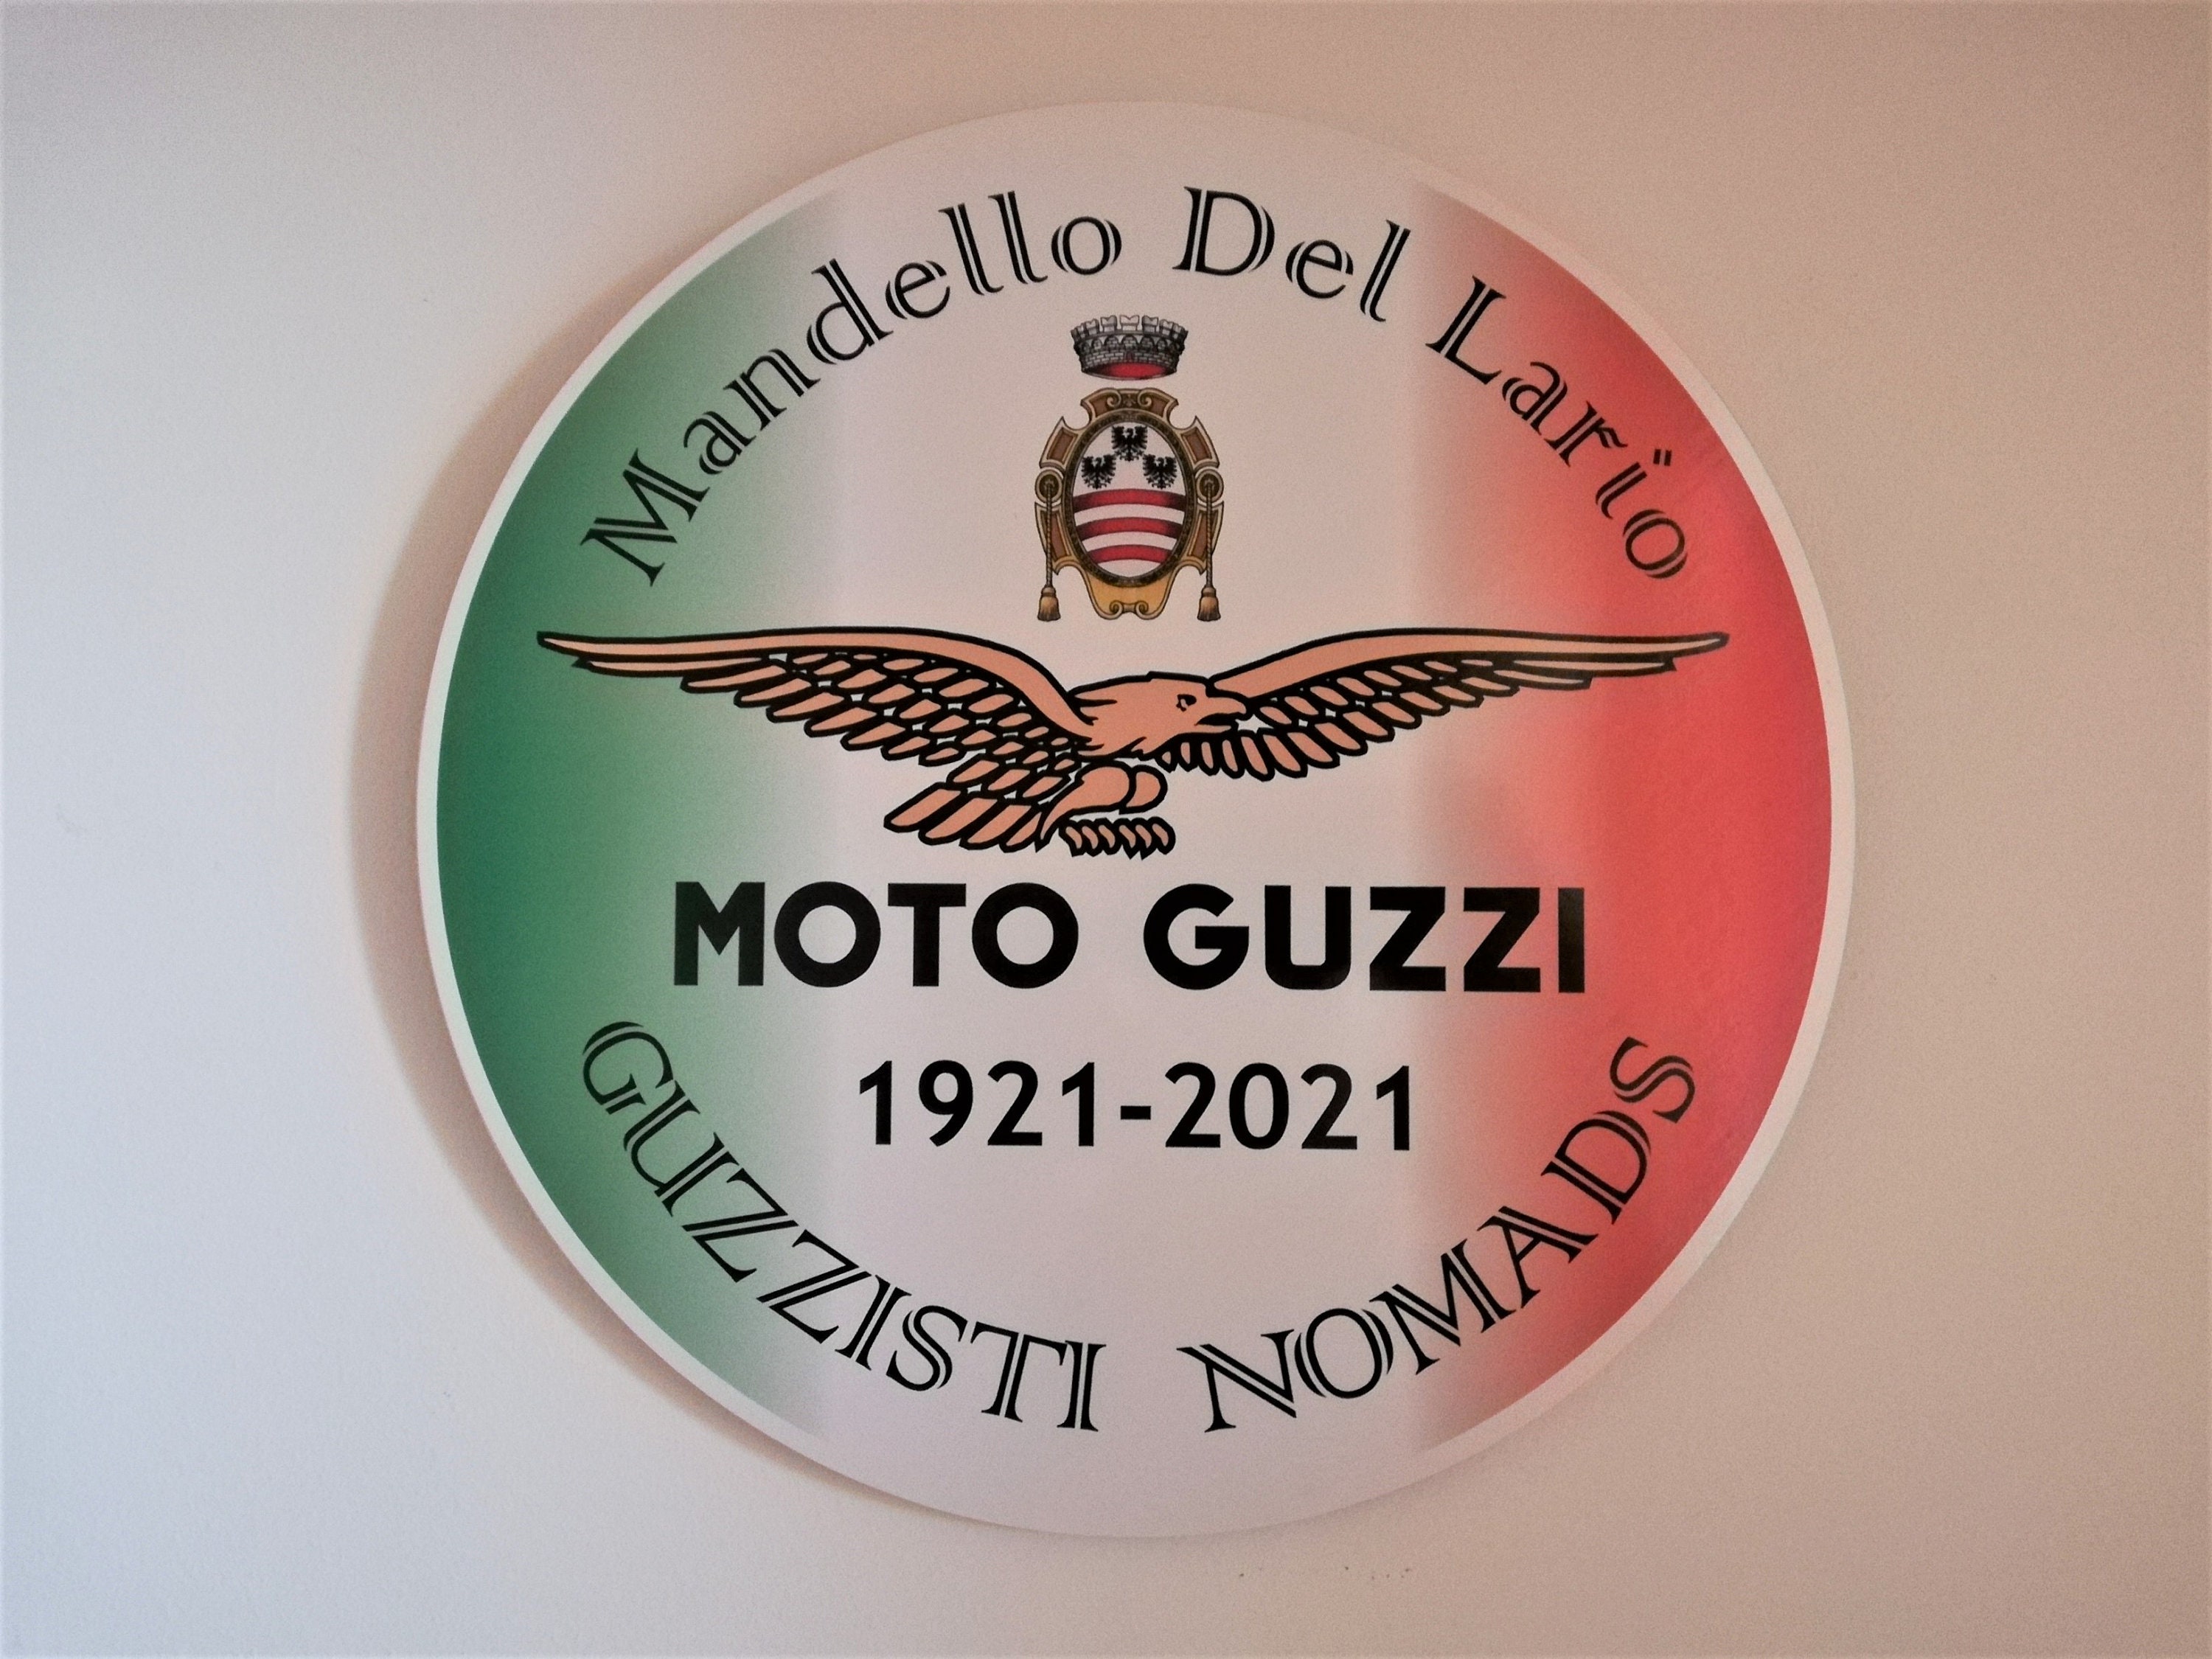 Mandello Del Lario
MOTO GUZZI
1921-2021
GUZZISTI NOMADS